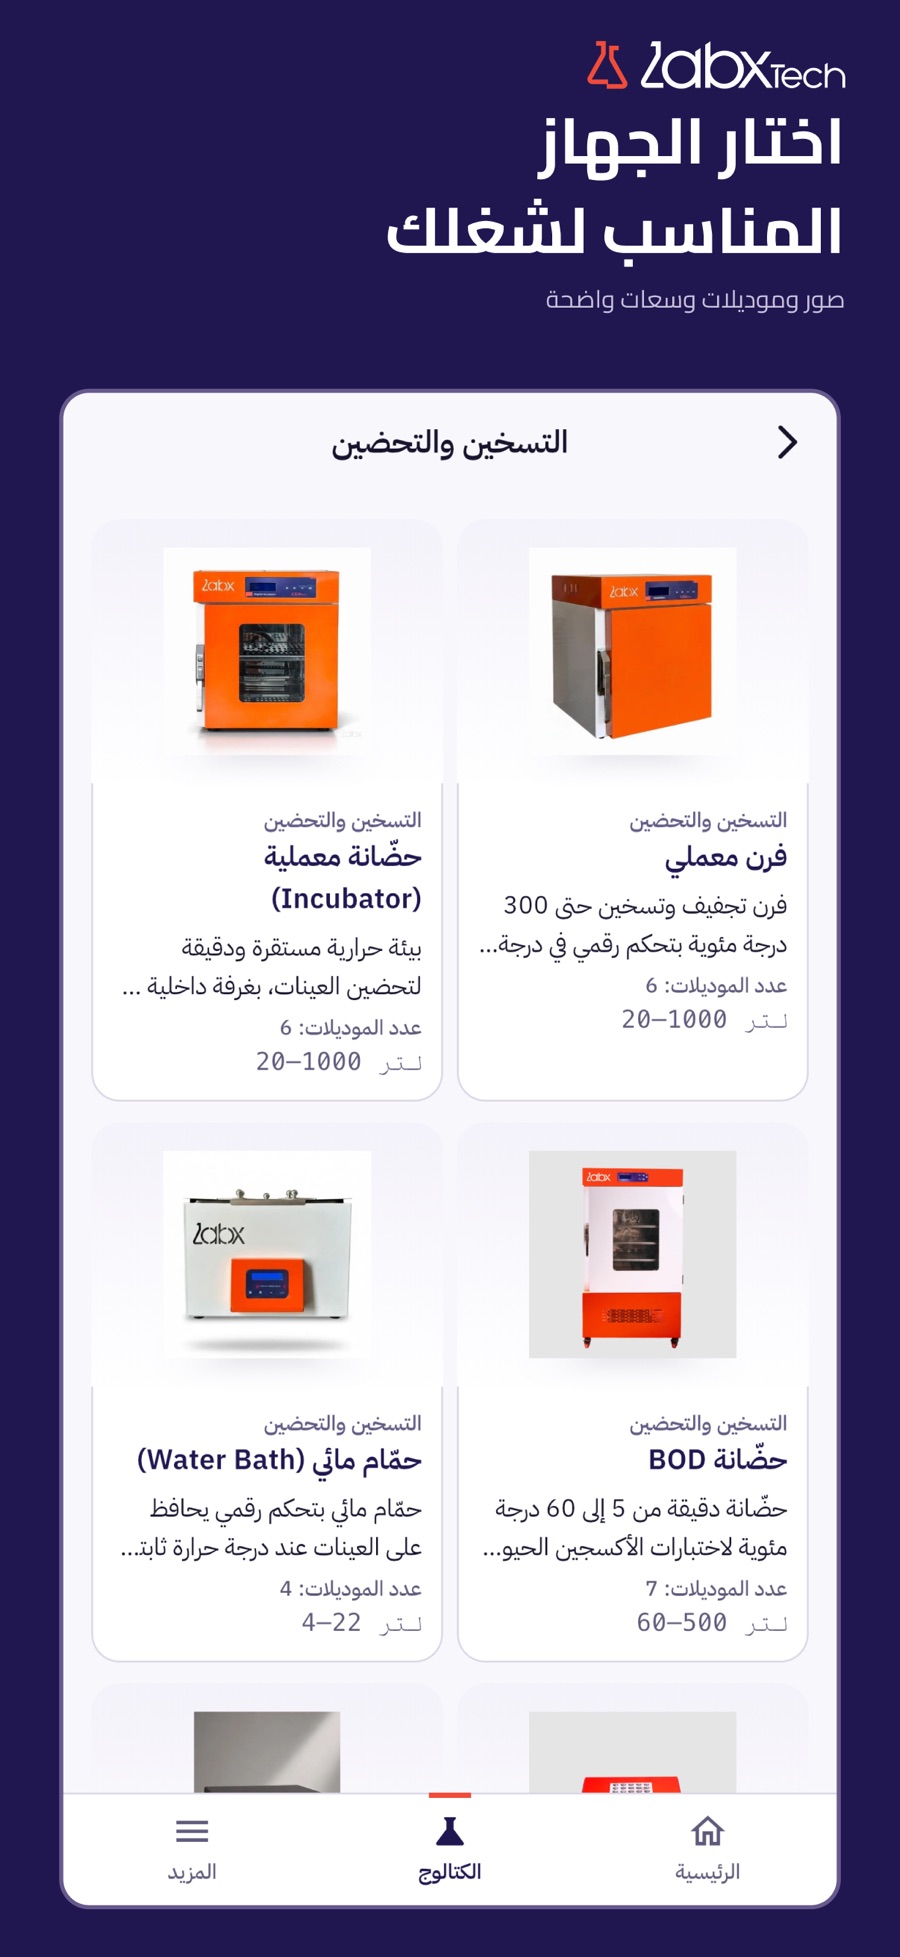 LabxTech
اختار الجهاز
المناسب لشغلك
صور وموديلات وسعات واضحة
التسخين والتحضين
Labx
التسخين والتحضين
فرن معملي
فرن تجفيف وتسخين حتى 300
درجة مئوية بتحكم رقمي في درجة...
عدد الموديلات: 6
20–1000 لتر
Labx
التسخين والتحضين
حضّانة معملية
(Incubator)
بيئة حرارية مستقرة ودقيقة
لتحضين العينات، بغرفة داخلية ...
عدد الموديلات: 6
20–1000 لتر
Labx
التسخين والتحضين
حضّانة BOD
حضّانة دقيقة من 5 إلى 60 درجة
مئوية لاختبارات الأكسجين الحيو...
عدد الموديلات: 7
60–500 لتر
Labx
التسخين والتحضين
حمّام مائي (Water Bath)
حمّام مائي بتحكم رقمي يحافظ
على العينات عند درجة حرارة ثابتـ...
عدد الموديلات: 4
4–22 لتر
الرئيسية
الكتالوج
المزيد